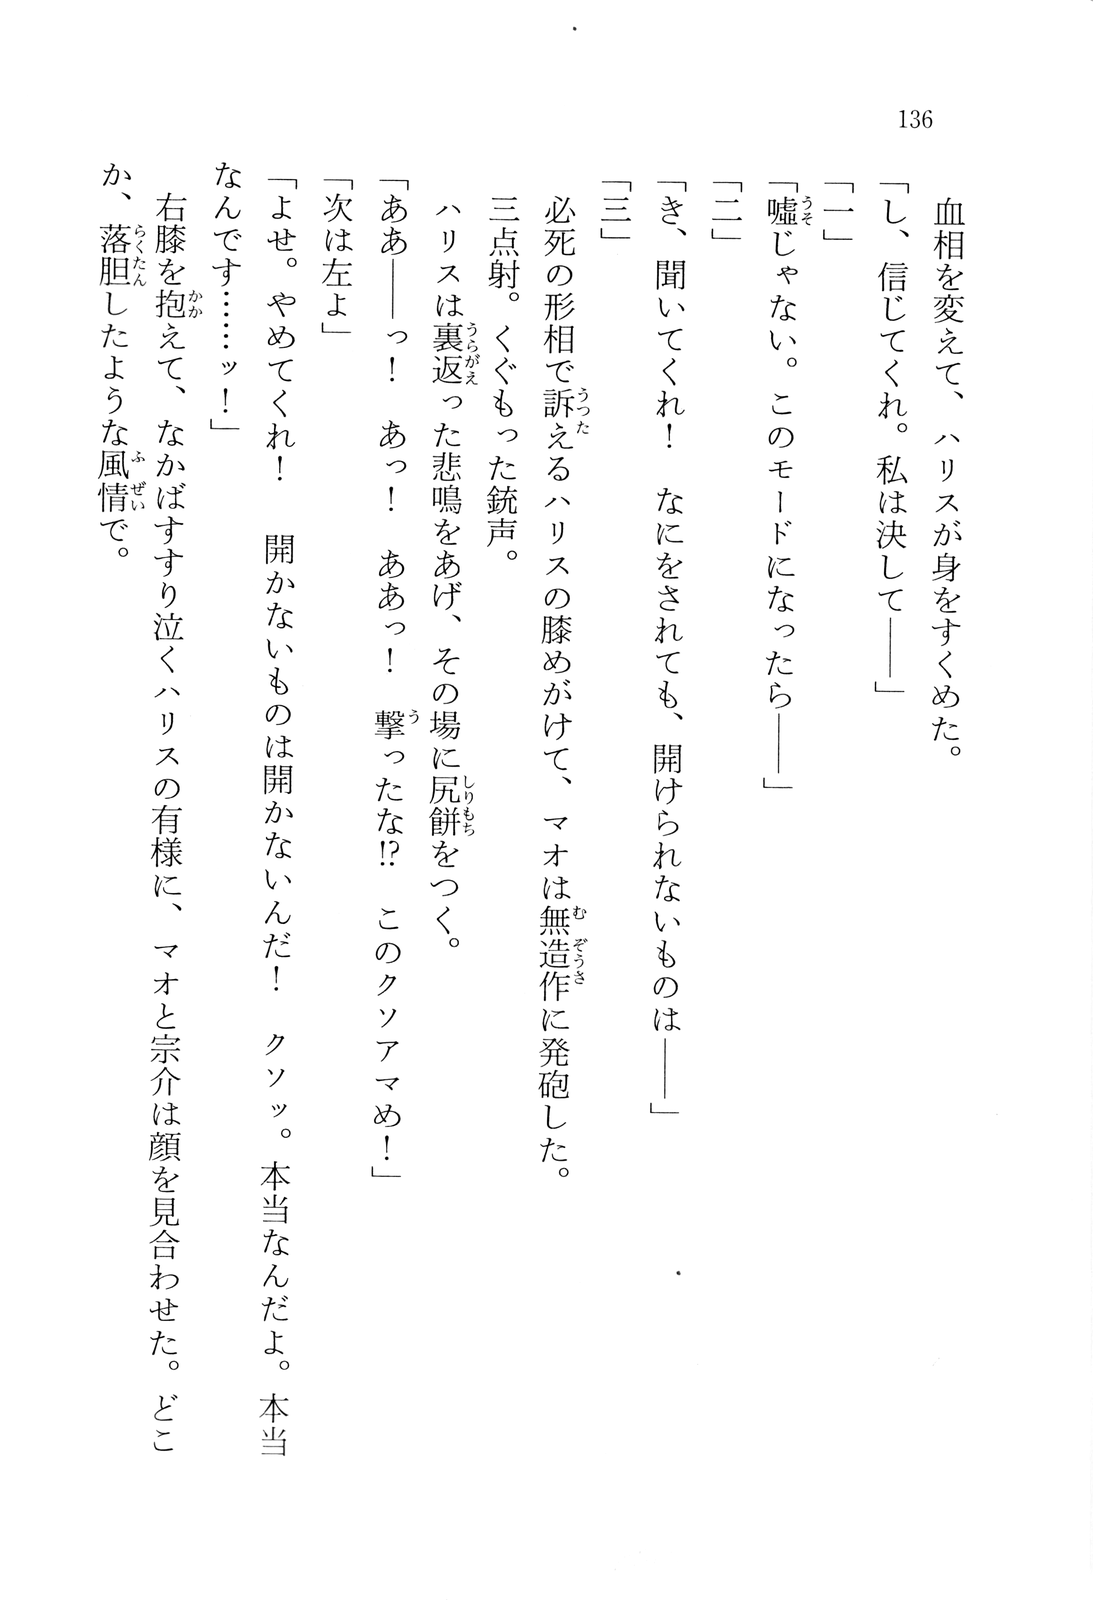 136
血相を変えて、ハリスが身をすくめた。
「し、信じてくれ。私は決して――」
「一」
「嘘じゃない。このモードになったら――」
「二」
「き、聞いてくれ！　なにをされても、開けられないものは――」
「三」
必死の形相で訴えるハリスの膝めがけて、マオは無造作に発砲した。
三点射。くぐもった銃声。
ハリスは裏返った悲鳴をあげ、その場に尻餅をつく。
「ああ――っ！　あっ！　ああっ！　撃ったな!?　このクソアマめ！」
「次は左よ」
「よせ。やめてくれ！　開かないものは開かないんだ！　クソッ。本当なんだよ。本当
なんです……ッ！」
右膝を抱えて、なかばすすり泣くハリスの有様に、マオと宗介は顔を見合わせた。どこ
か、落胆したような風情で。